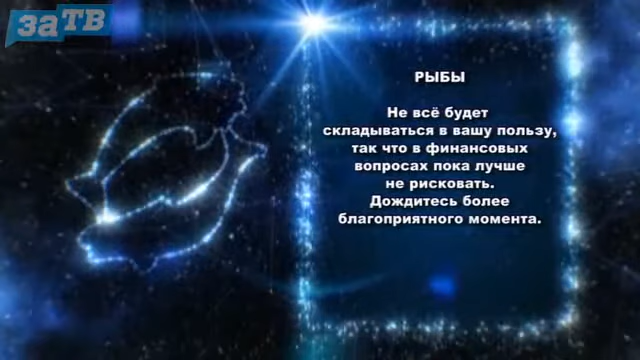 заТВ
РЫБЫ
Не всё будет
складываться в вашу пользу,
так что в финансовых
вопросах пока лучше
не рисковать.
Дождитесь более
благоприятного момента.